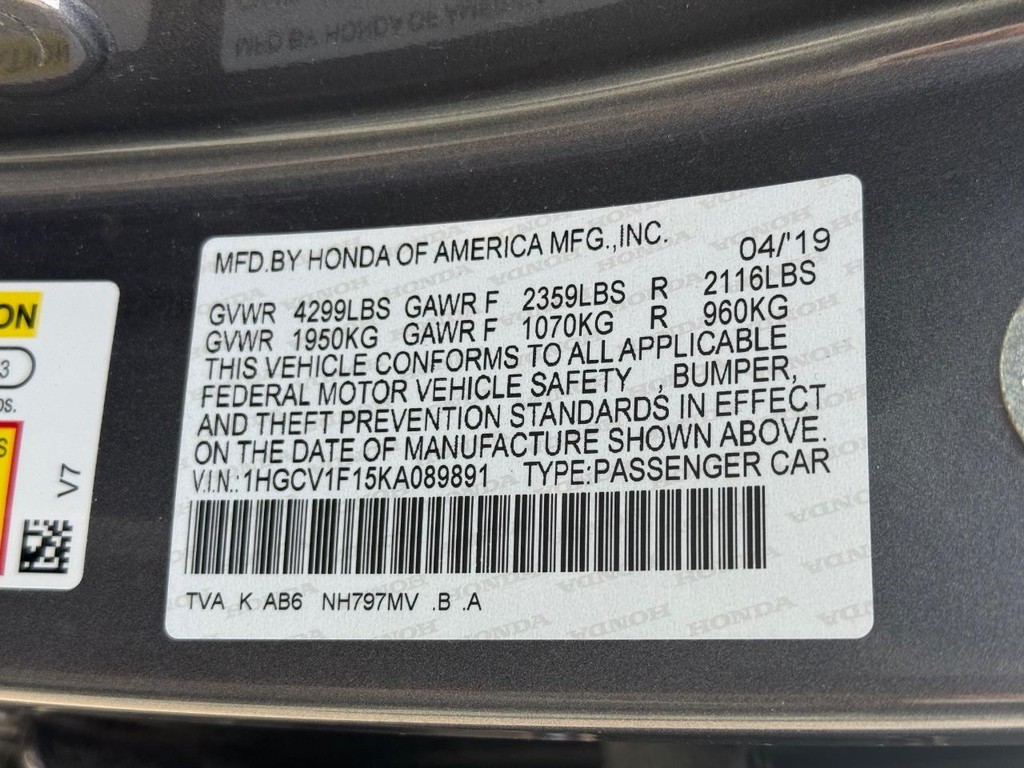 MFD.BY HONDA OF AMERICA MFG.,INC. 04/'19
GVWR 4299LBS GAWR F 2359LBS R 2116LBS
GVWR 1950KG GAWR F 1070KG R 960KG
THIS VEHICLE CONFORMS TO ALL APPLICABLE
FEDERAL MOTOR VEHICLE SAFETY , BUMPER,
AND THEFT PREVENTION STANDARDS IN EFFECT
ON THE DATE OF MANUFACTURE SHOWN ABOVE.
V.I.N.:1HGCV1F15KA089891 TYPE:PASSENGER CAR
TVA K AB6 NH797MV .B .A
V7